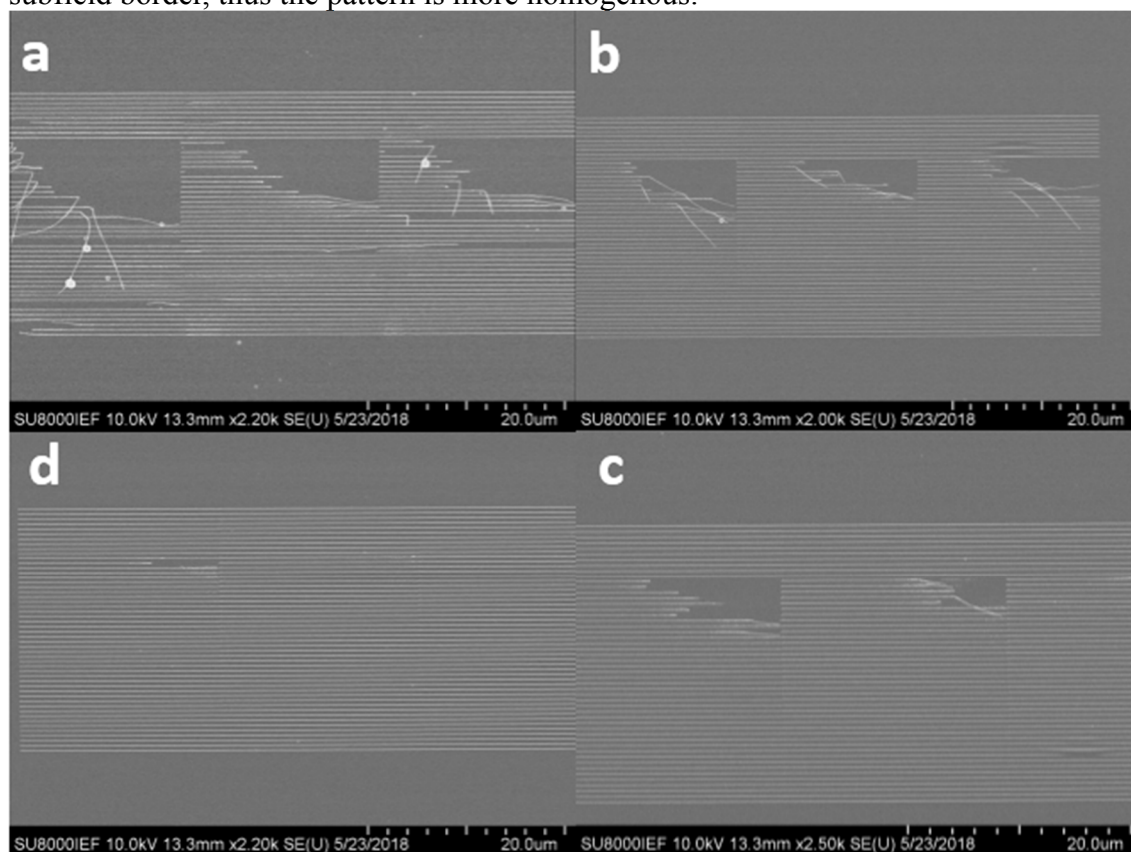 subfield border, thus the pattern is more homogenous.
a
b
SU8000IEF 10.0kV 13.3mm x2.20k SE(U) 5/23/2018 20.0um
SU8000IEF 10.0kV 13.3mm x2.00k SE(U) 5/23/2018 20.0um
d
c
SU8000IEF 10.0kV 13.3mm x2.20k SE(U) 5/23/2018 20.0um
SU8000IEF 10.0kV 13.3mm x2.50k SE(U) 5/23/2018 20.0um